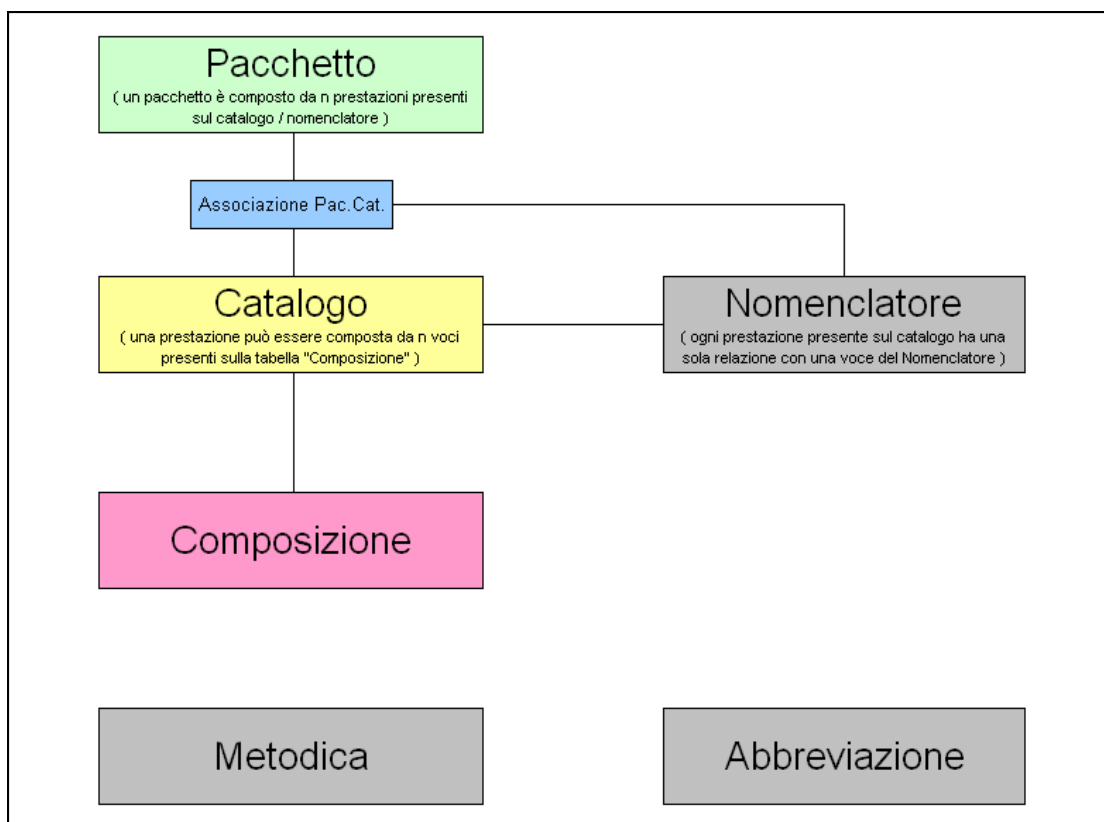 Pacchetto
( un pacchetto è composto da n prestazioni presenti
sul catalogo / nomenclatore )
Associazione Pac.Cat.
Catalogo
( una prestazione può essere composta da n voci
presenti sulla tabella "Composizione" )
Nomenclatore
( ogni prestazione presente sul catalogo ha una
sola relazione con una voce del Nomenclatore )
Composizione
Metodica
Abbreviazione